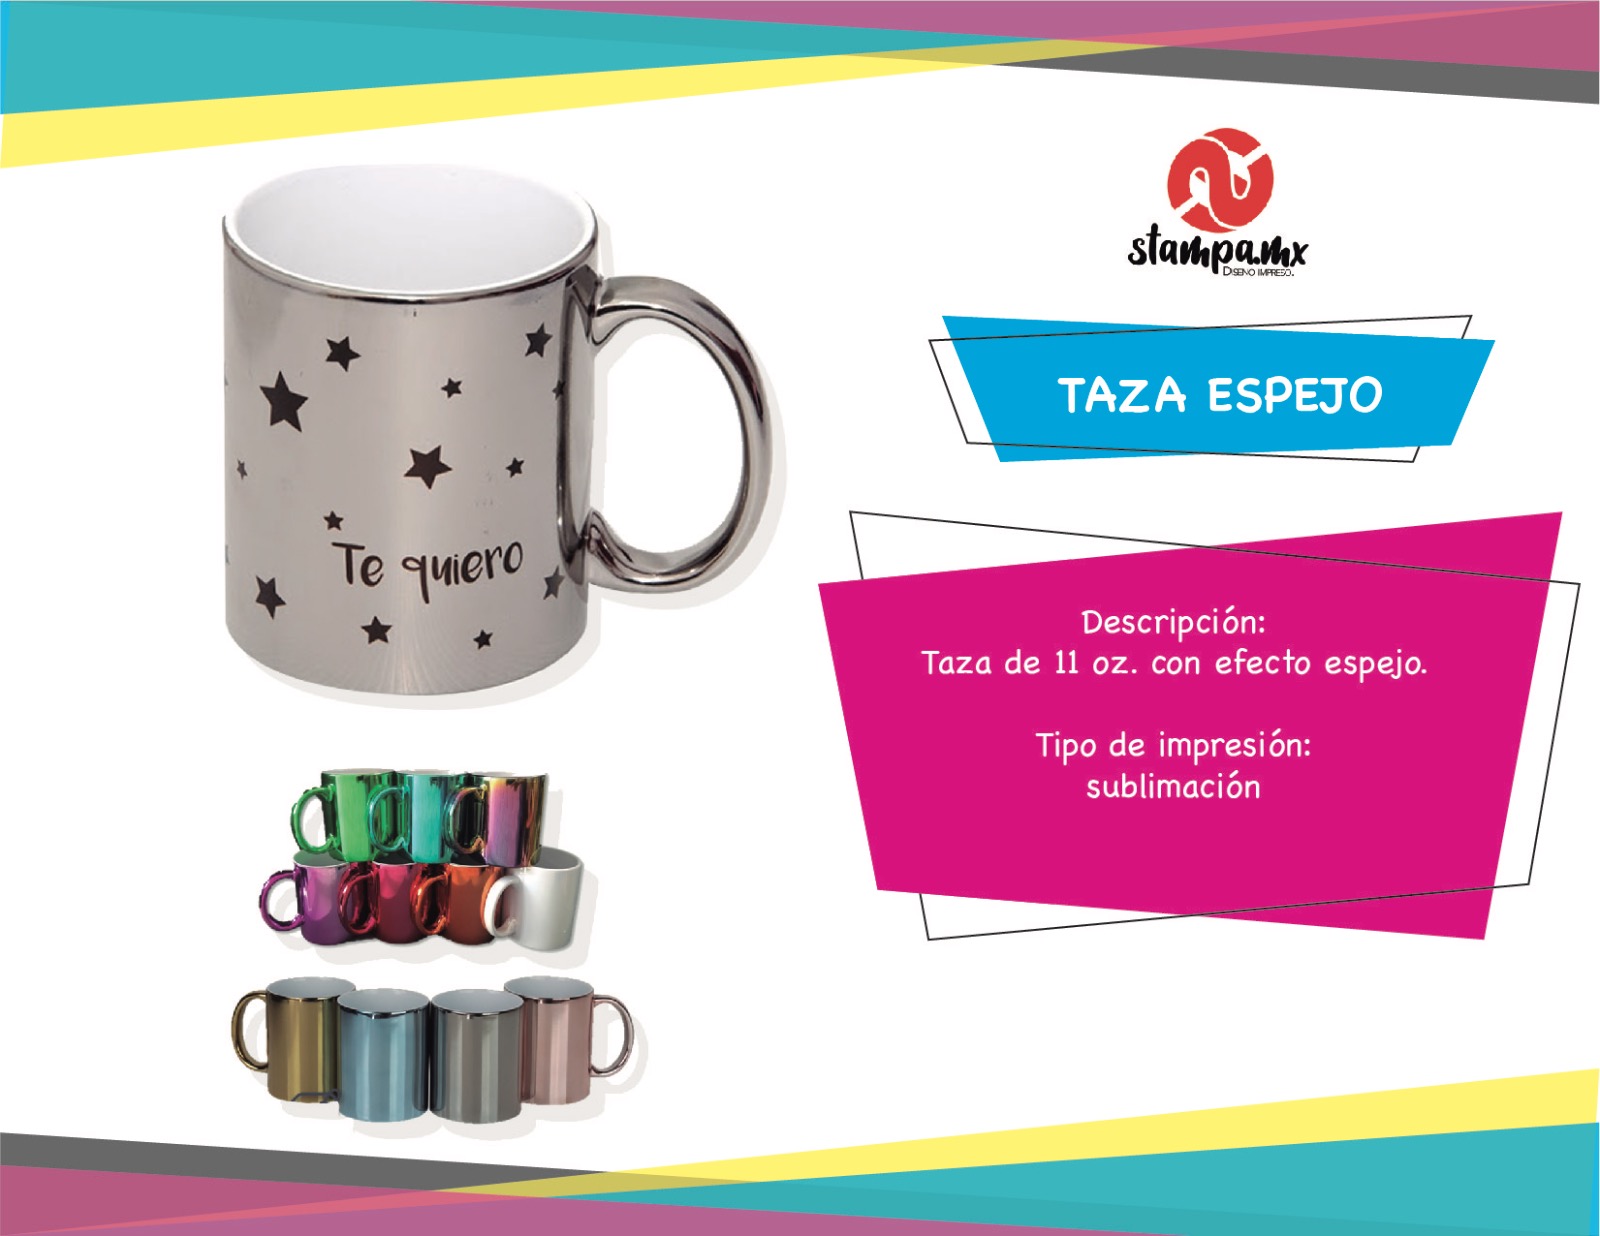 stampa.mx
DISENO IMPRESO.
TAZA ESPEJO
Te quiero
Descripción:
Taza de 11 oz. con efecto espejo.
Tipo de impresión:
sublimación